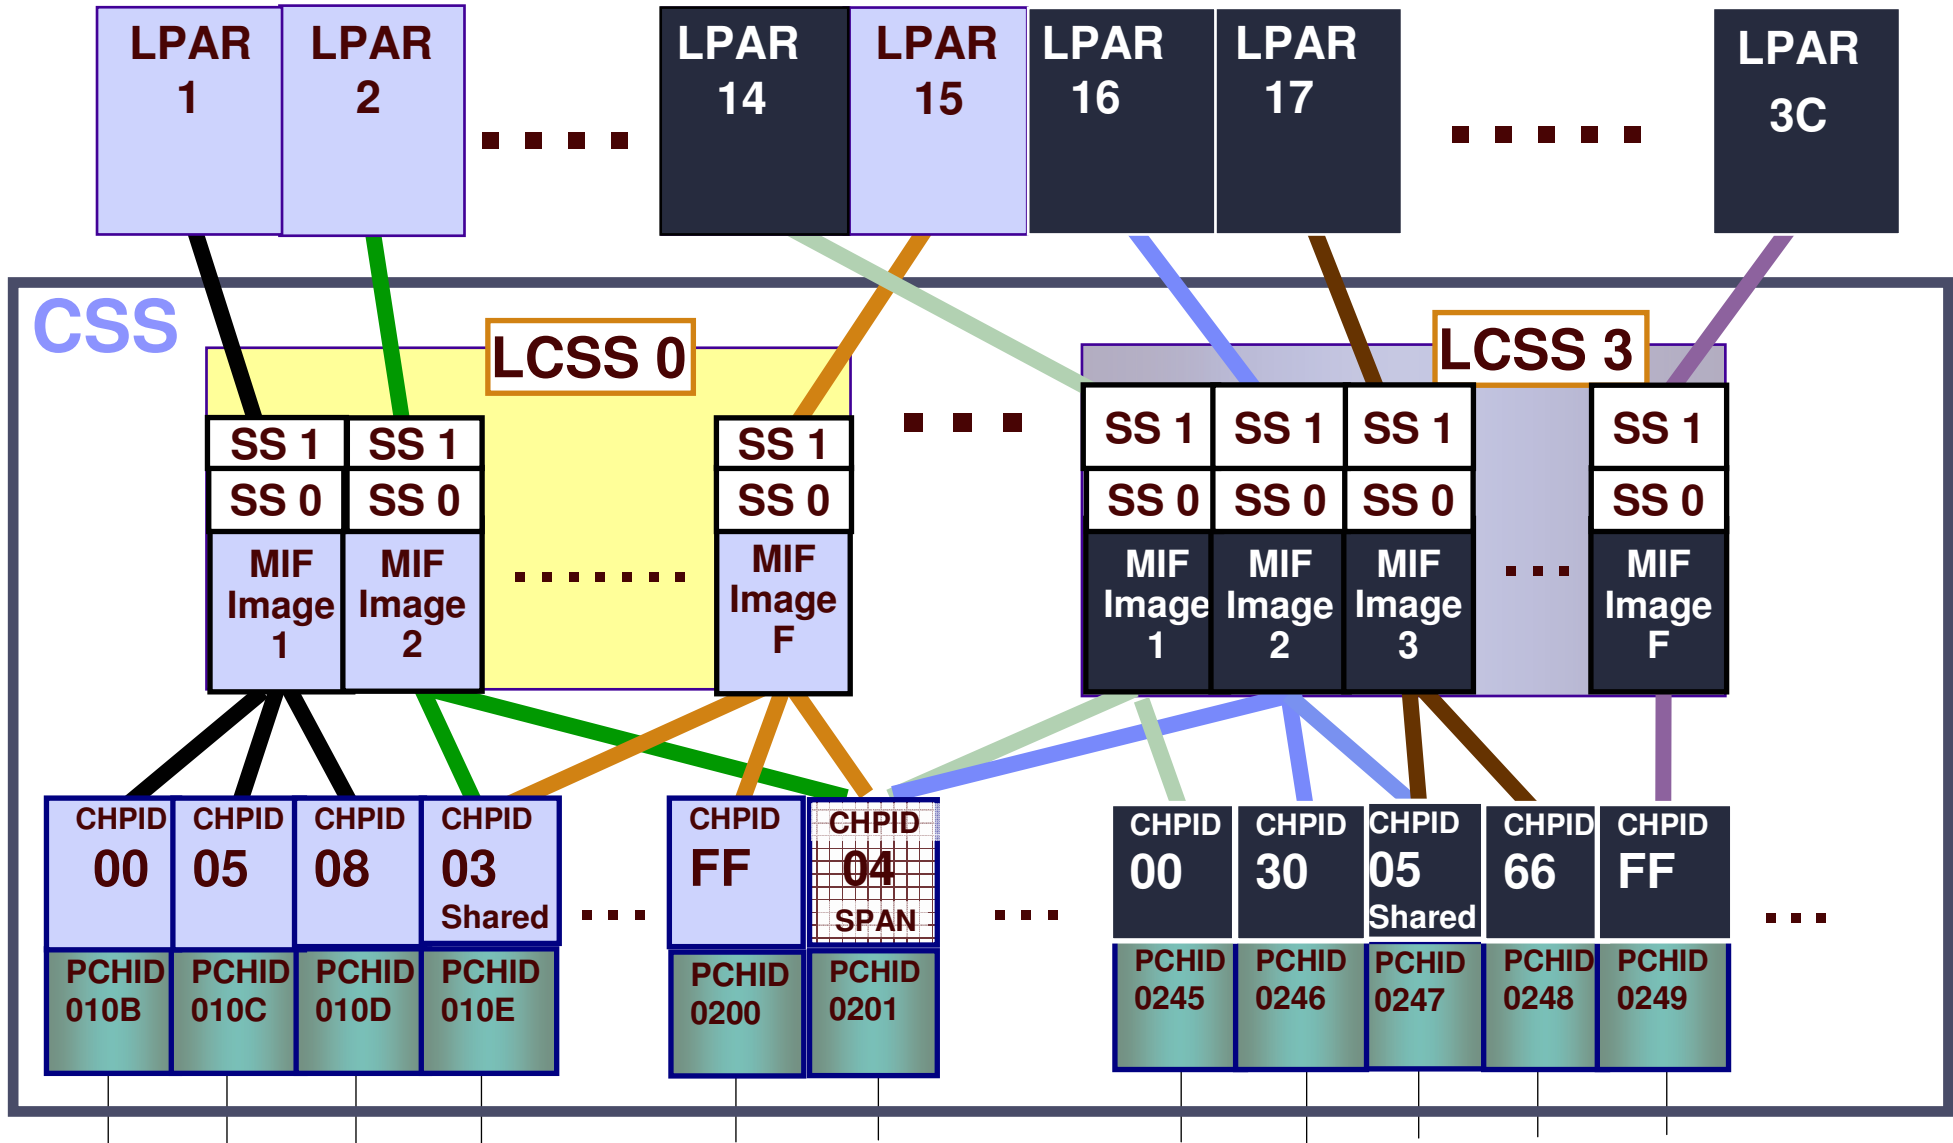 LPAR
1
LPAR
2
LPAR
14
LPAR
15
LPAR
16
LPAR
17
LPAR
3C
CSS
LCSS 0
LCSS 3
SS 1
SS 0
MIF
Image
1
SS 1
SS 0
MIF
Image
2
SS 1
SS 0
MIF
Image
F
SS 1
SS 0
MIF
Image
1
SS 1
SS 0
MIF
Image
2
SS 1
SS 0
MIF
Image
3
SS 1
SS 0
MIF
Image
F
CHPID
00
PCHID
010B
CHPID
05
PCHID
010C
CHPID
08
PCHID
010D
CHPID
03
Shared
PCHID
010E
CHPID
FF
PCHID
0200
CHPID
04
SPAN
PCHID
0201
CHPID
00
PCHID
0245
CHPID
30
PCHID
0246
CHPID
05
Shared
PCHID
0247
CHPID
66
PCHID
0248
CHPID
FF
PCHID
0249